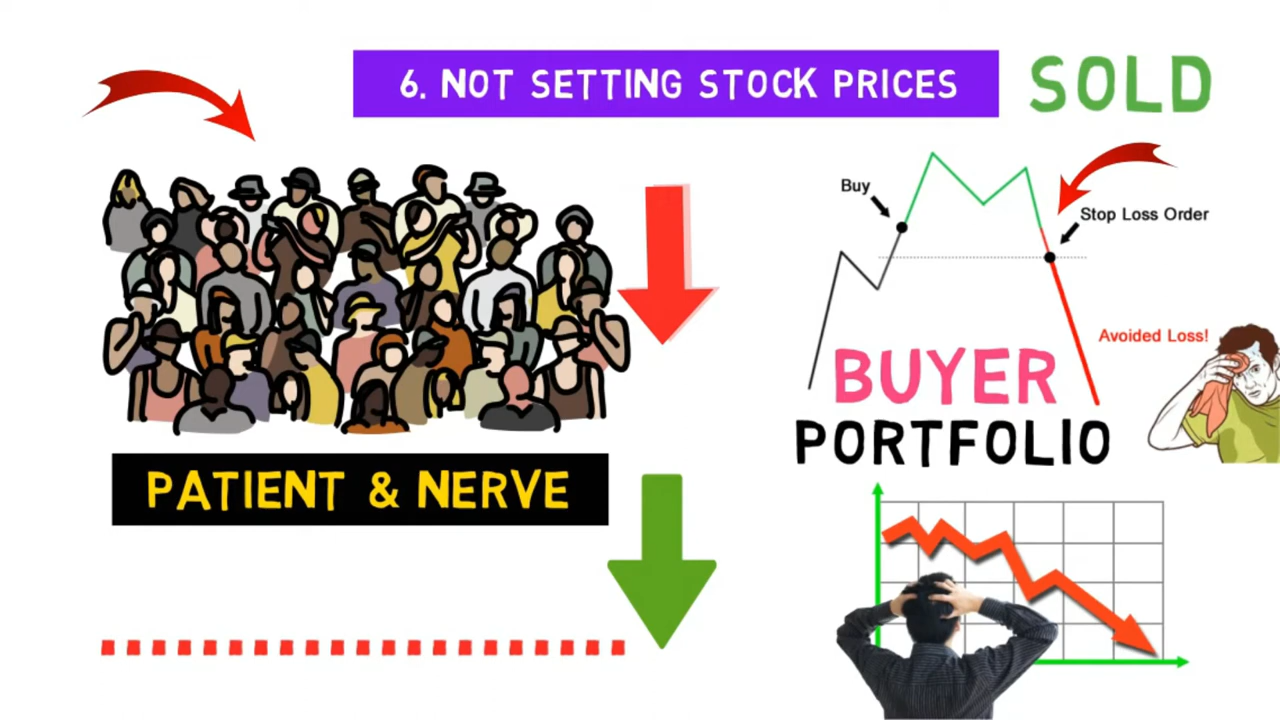 6. NOT SETTING STOCK PRICES
SOLD
Buy
Stop Loss Order
Avoided Loss!
BUYER
PORTFOLIO
PATIENT & NERVE